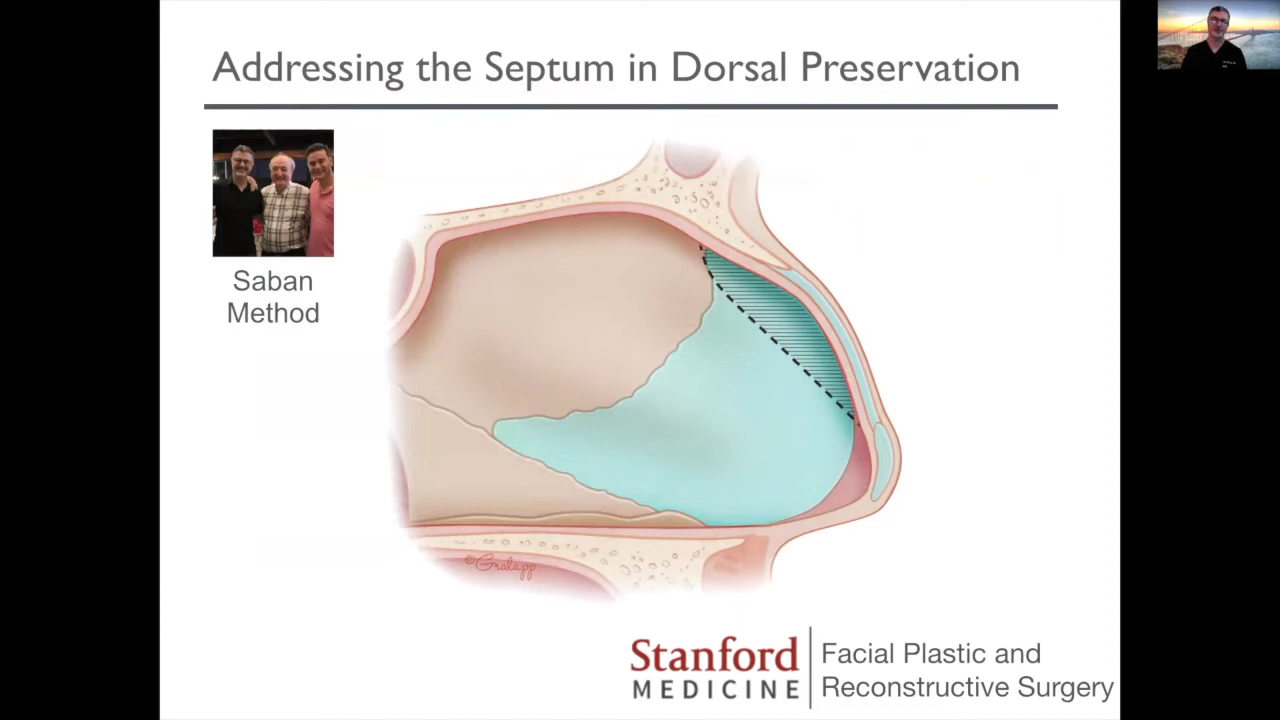 Addressing the Septum in Dorsal Preservation
Saban
Method
©Gralapp
Stanford
MEDICINE
Facial Plastic and
Reconstructive Surgery